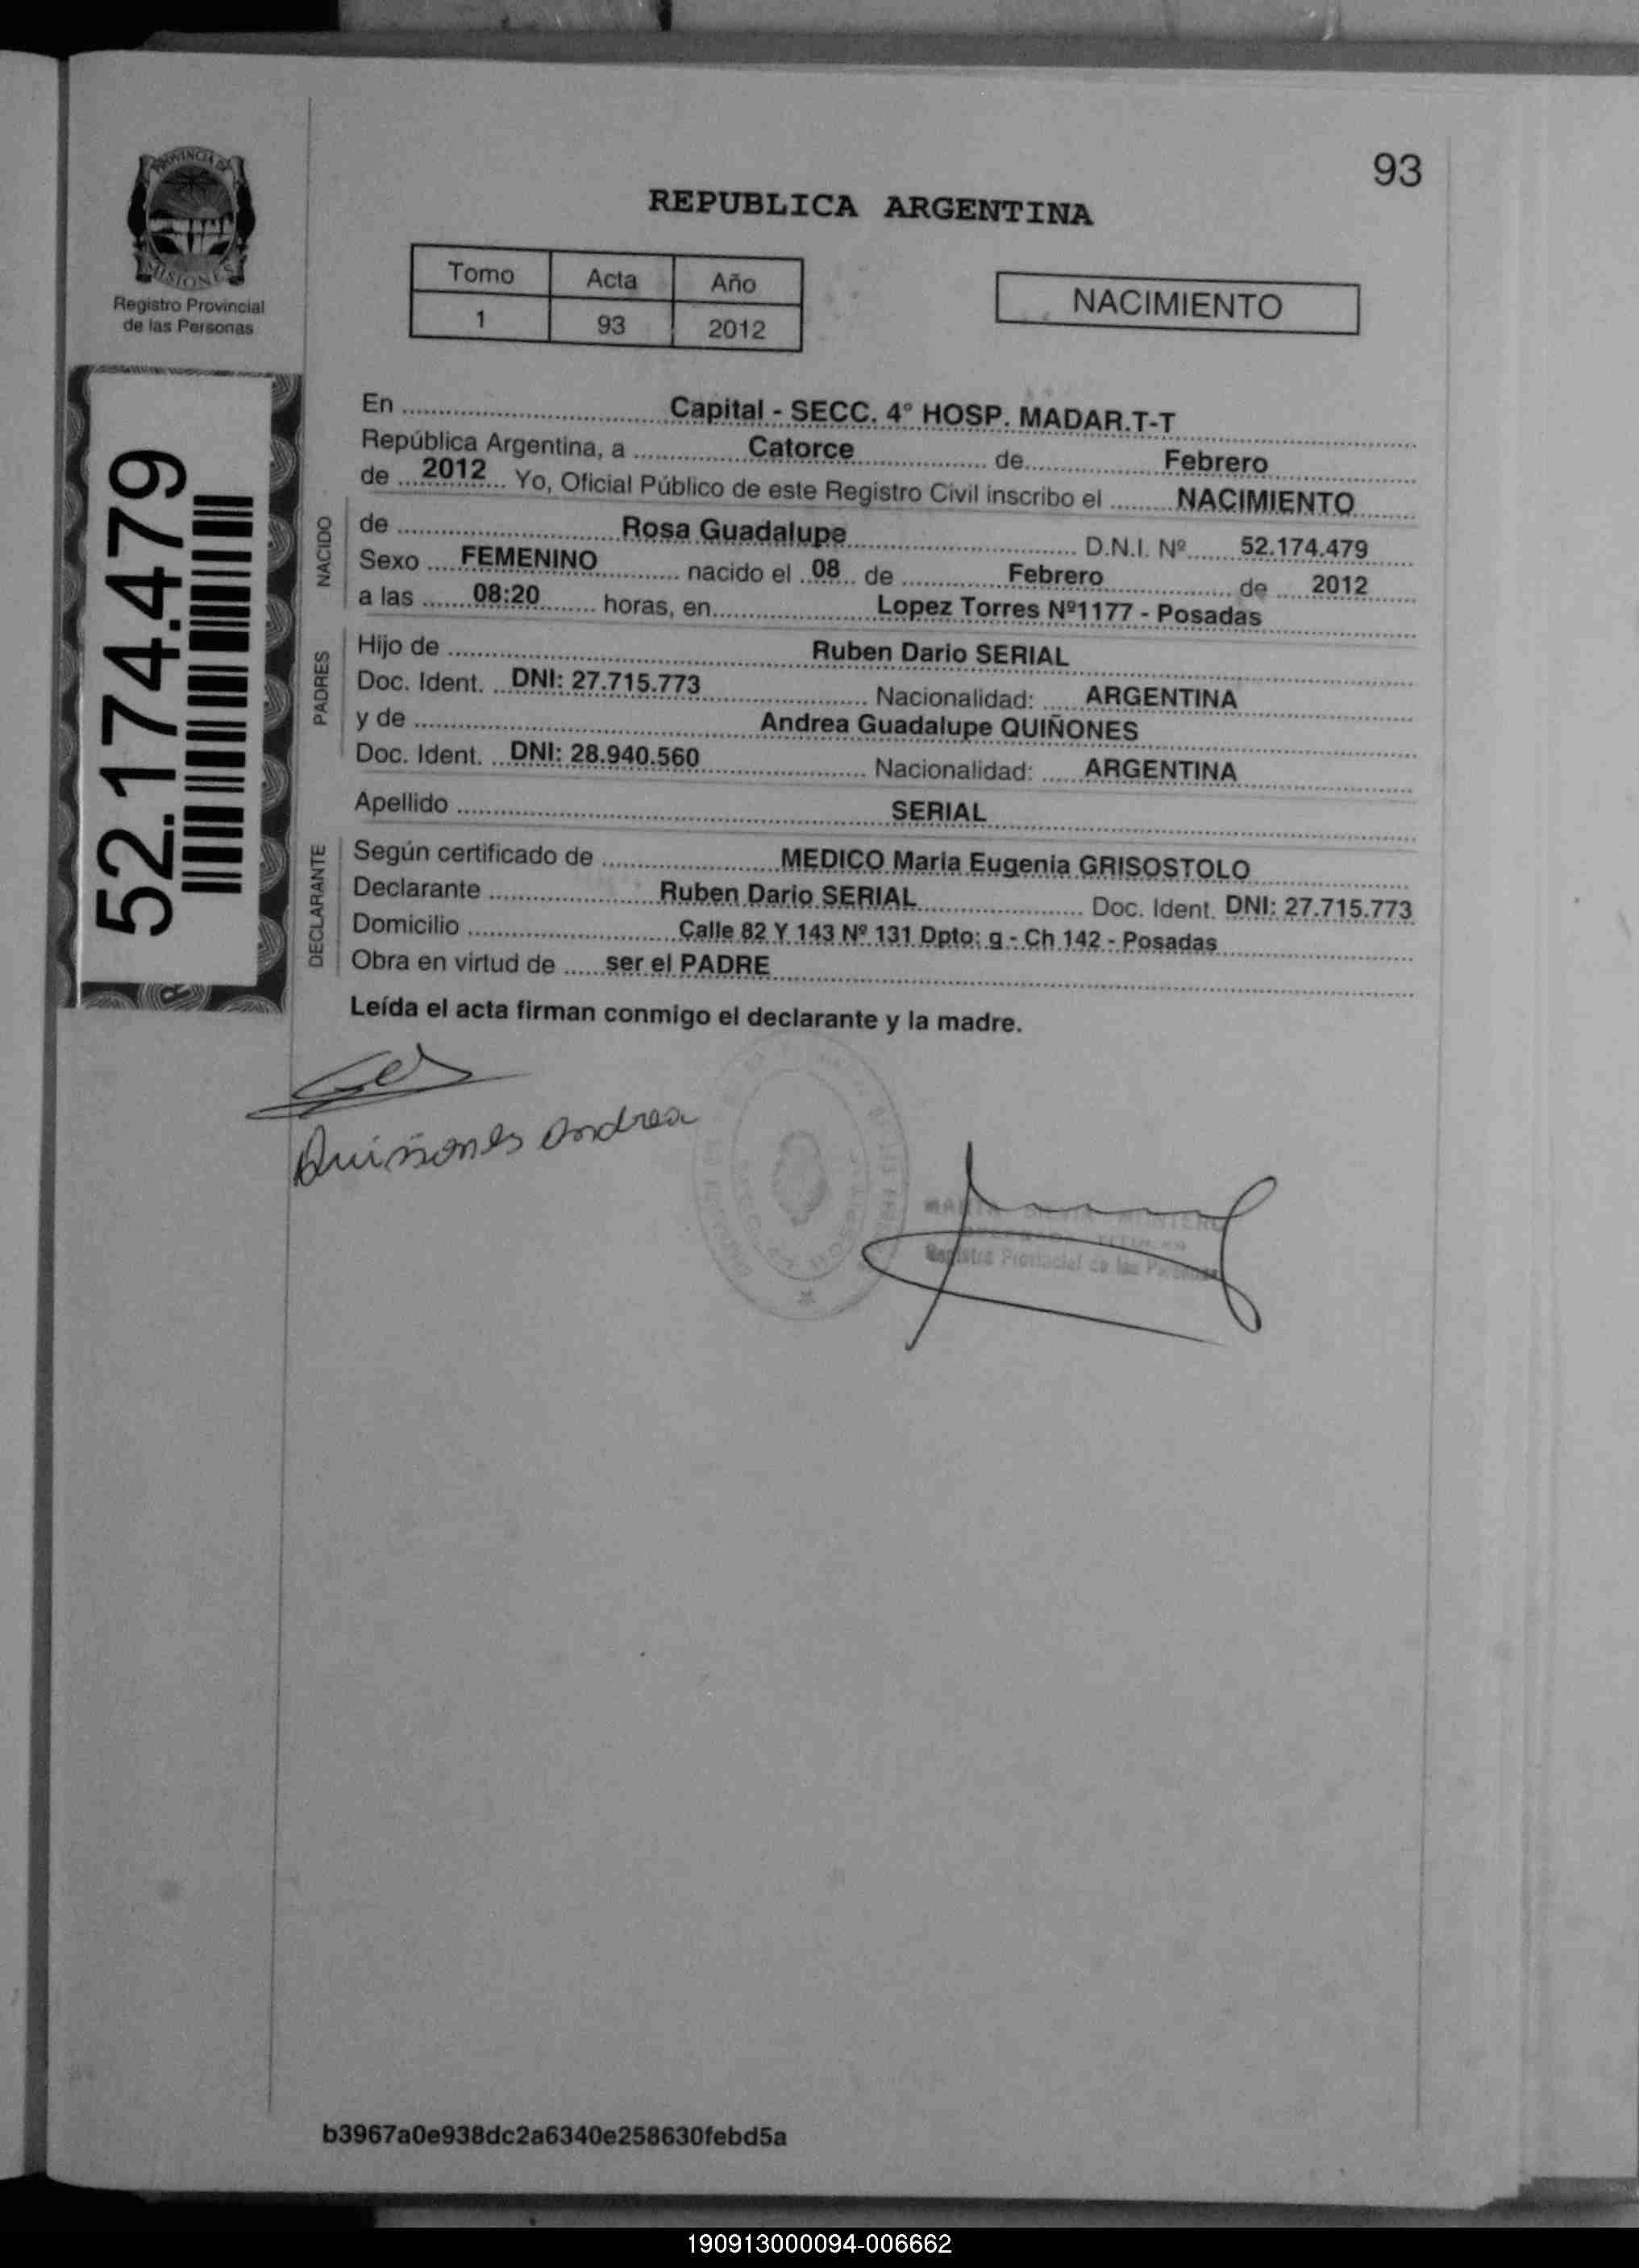 93
REPUBLICA ARGENTINA
PROVINCIA DE
MISIONES
Registro Provincial
de las Personas
Tomo Acta Año
1 93 2012
NACIMIENTO
52.174.479
En Capital - SECC. 4° HOSP. MADAR.T-T
República Argentina, a Catorce de Febrero
de 2012 Yo, Oficial Público de este Registro Civil inscribo el NACIMIENTO
NACIDO
de Rosa Guadalupe D.N.I. Nº 52.174.479
Sexo FEMENINO nacido el 08 de Febrero de 2012
a las 08:20 horas, en Lopez Torres Nº1177 - Posadas
PADRES
Hijo de Ruben Dario SERIAL
Doc. Ident. DNI: 27.715.773 Nacionalidad: ARGENTINA
y de Andrea Guadalupe QUIÑONES
Doc. Ident. DNI: 28.940.560 Nacionalidad: ARGENTINA
Apellido SERIAL
DECLARANTE
Según certificado de MEDICO Maria Eugenia GRISOSTOLO
Declarante Ruben Dario SERIAL Doc. Ident. DNI: 27.715.773
Domicilio Calle 82 Y 143 Nº 131 Dpto: g - Ch 142 - Posadas
Obra en virtud de ser el PADRE
Leída el acta firman conmigo el declarante y la madre.
Quiñones Andrea
Registro Provincial de las Personas
b3967a0e938dc2a6340e258630febd5a
190913000094-006662